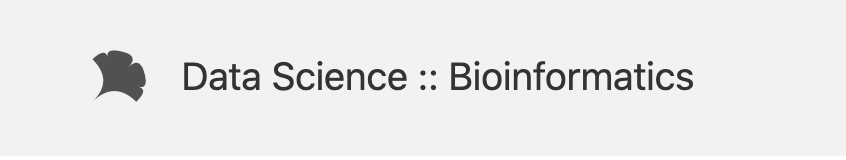 Data Science :: Bioinformatics